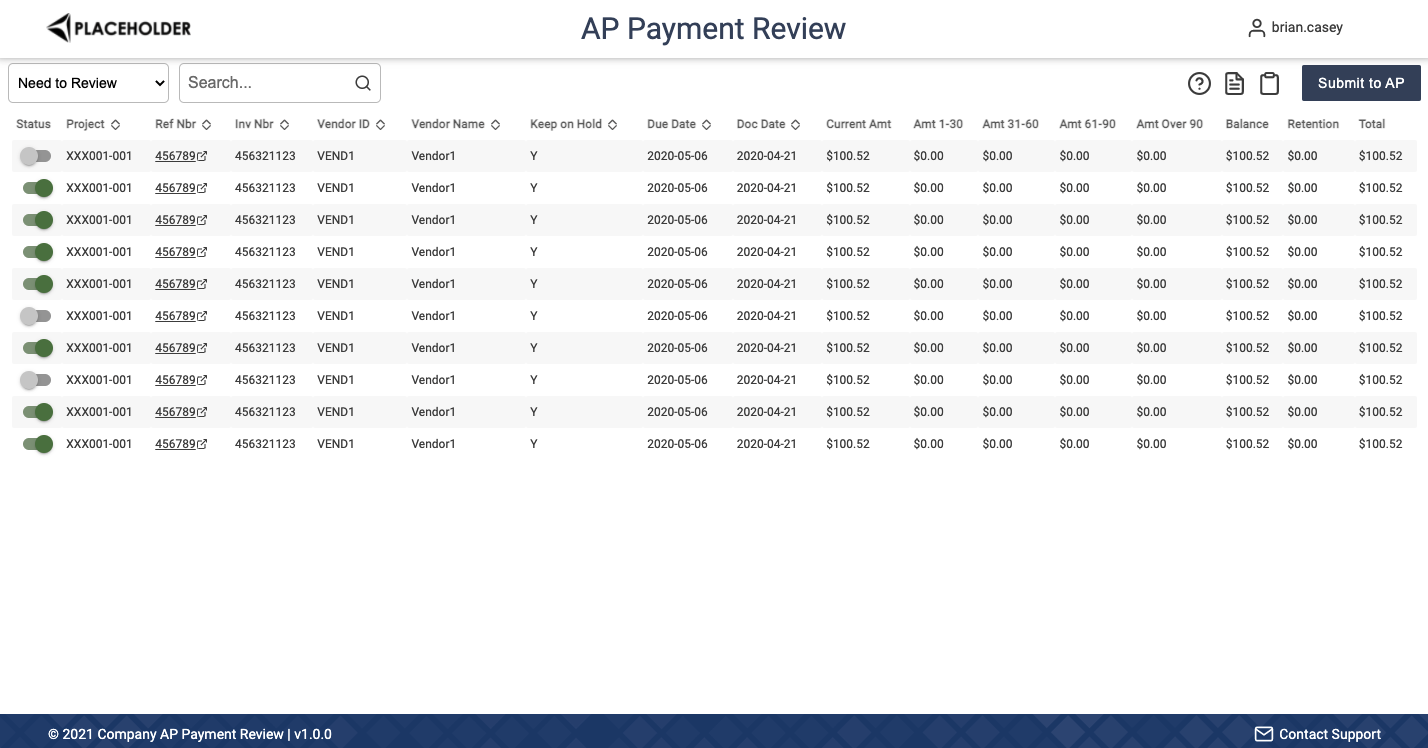 PLACEHOLDER AP Payment Review brian.casey
Need to Review Search... Submit to AP
Status Project Ref Nbr Inv Nbr Vendor ID Vendor Name Keep on Hold Due Date Doc Date Current Amt Amt 1-30 Amt 31-60 Amt 61-90 Amt Over 90 Balance Retention Total
XXX001-001 456789 456321123 VEND1 Vendor1 Y 2020-05-06 2020-04-21 $100.52 $0.00 $0.00 $0.00 $0.00 $100.52 $0.00 $100.52
XXX001-001 456789 456321123 VEND1 Vendor1 Y 2020-05-06 2020-04-21 $100.52 $0.00 $0.00 $0.00 $0.00 $100.52 $0.00 $100.52
XXX001-001 456789 456321123 VEND1 Vendor1 Y 2020-05-06 2020-04-21 $100.52 $0.00 $0.00 $0.00 $0.00 $100.52 $0.00 $100.52
XXX001-001 456789 456321123 VEND1 Vendor1 Y 2020-05-06 2020-04-21 $100.52 $0.00 $0.00 $0.00 $0.00 $100.52 $0.00 $100.52
XXX001-001 456789 456321123 VEND1 Vendor1 Y 2020-05-06 2020-04-21 $100.52 $0.00 $0.00 $0.00 $0.00 $100.52 $0.00 $100.52
XXX001-001 456789 456321123 VEND1 Vendor1 Y 2020-05-06 2020-04-21 $100.52 $0.00 $0.00 $0.00 $0.00 $100.52 $0.00 $100.52
XXX001-001 456789 456321123 VEND1 Vendor1 Y 2020-05-06 2020-04-21 $100.52 $0.00 $0.00 $0.00 $0.00 $100.52 $0.00 $100.52
XXX001-001 456789 456321123 VEND1 Vendor1 Y 2020-05-06 2020-04-21 $100.52 $0.00 $0.00 $0.00 $0.00 $100.52 $0.00 $100.52
XXX001-001 456789 456321123 VEND1 Vendor1 Y 2020-05-06 2020-04-21 $100.52 $0.00 $0.00 $0.00 $0.00 $100.52 $0.00 $100.52
XXX001-001 456789 456321123 VEND1 Vendor1 Y 2020-05-06 2020-04-21 $100.52 $0.00 $0.00 $0.00 $0.00 $100.52 $0.00 $100.52
© 2021 Company AP Payment Review | v1.0.0 Contact Support